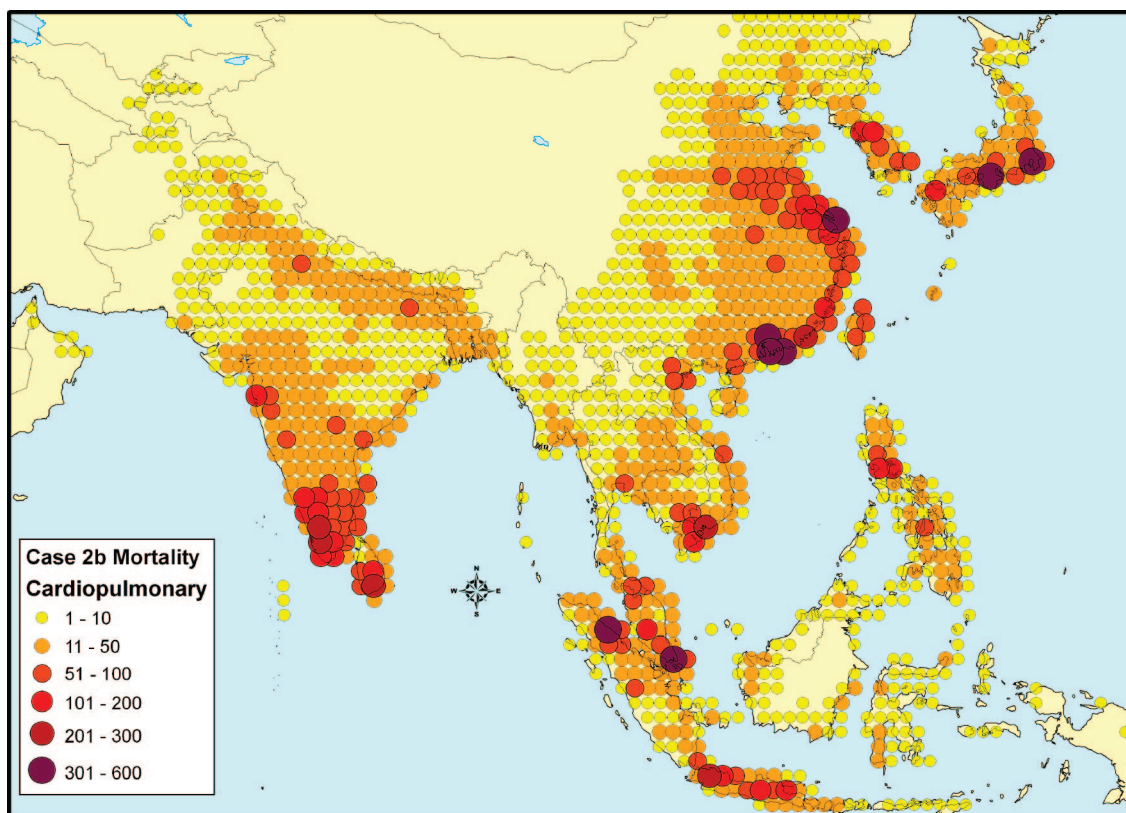 N
W E
S
Case 2b Mortality
Cardiopulmonary
1 - 10
11 - 50
51 - 100
101 - 200
201 - 300
301 - 600